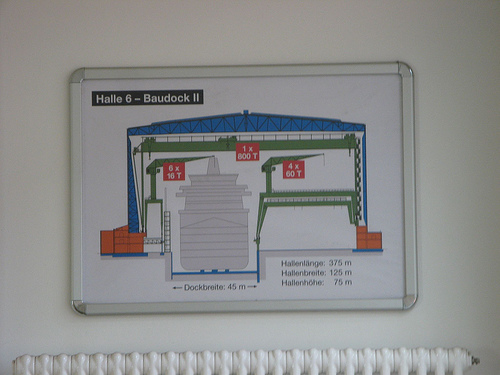 Halle 6 – Baudock II
1 x
800 T
6 x
16 T
4 x
60 T
Hallenlänge: 375 m
Hallenbreite: 125 m
Hallenhöhe: 75 m
Dockbreite: 45 m